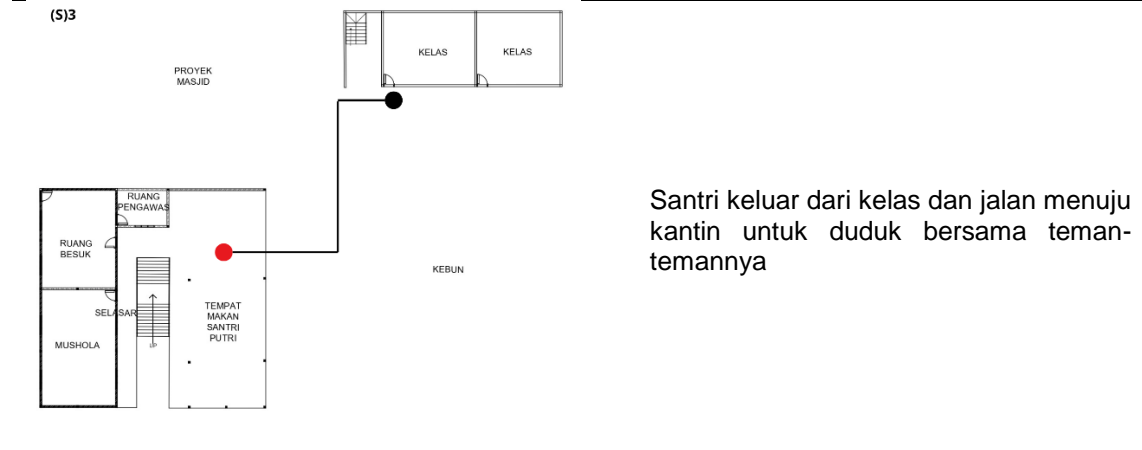 (S)3
KELAS
KELAS
PROYEK
MASJID
RUANG
PENGAWAS
RUANG
BESUK
KEBUN
SELASAR
TEMPAT
MAKAN
SANTRI
PUTRI
MUSHOLA
UP
Santri keluar dari kelas dan jalan menuju
kantin untuk duduk bersama teman-
temannya